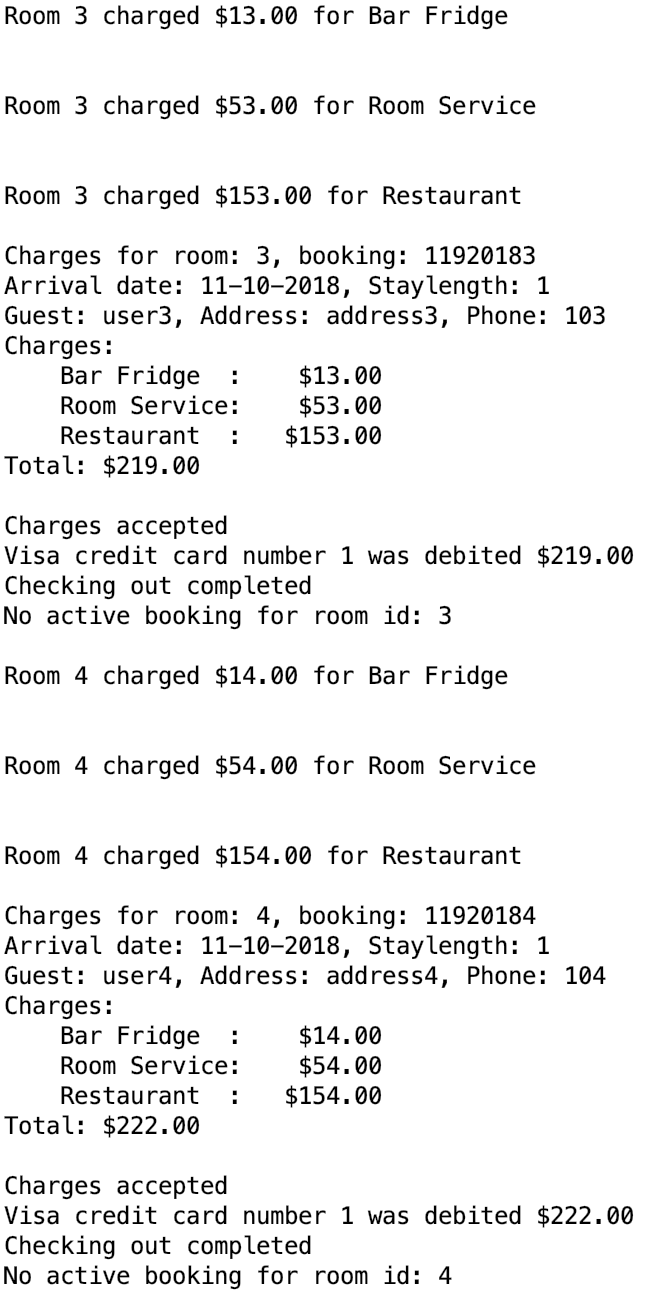 Room 3 charged $13.00 for Bar Fridge
Room 3 charged $53.00 for Room Service
Room 3 charged $153.00 for Restaurant
Charges for room: 3, booking: 11920183
Arrival date: 11-10-2018, Staylength: 1
Guest: user3, Address: address3, Phone: 103
Charges:
    Bar Fridge  :    $13.00
    Room Service:    $53.00
    Restaurant  :   $153.00
Total: $219.00
Charges accepted
Visa credit card number 1 was debited $219.00
Checking out completed
No active booking for room id: 3
Room 4 charged $14.00 for Bar Fridge
Room 4 charged $54.00 for Room Service
Room 4 charged $154.00 for Restaurant
Charges for room: 4, booking: 11920184
Arrival date: 11-10-2018, Staylength: 1
Guest: user4, Address: address4, Phone: 104
Charges:
    Bar Fridge  :    $14.00
    Room Service:    $54.00
    Restaurant  :   $154.00
Total: $222.00
Charges accepted
Visa credit card number 1 was debited $222.00
Checking out completed
No active booking for room id: 4